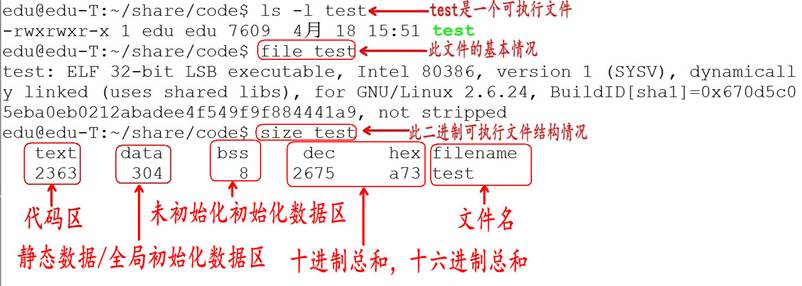 edu@edu-T:~/share/code$ ls -l test test是一个可执行文件
-rwxrwxr-x 1 edu edu 7609 4月 18 15:51 test
edu@edu-T:~/share/code$ file test 此文件的基本情况
test: ELF 32-bit LSB executable, Intel 80386, version 1 (SYSV), dynamicall
y linked (uses shared libs), for GNU/Linux 2.6.24, BuildID[sha1]=0x670d5c0
5eba0eb0212abadee4f549f9f884441a9, not stripped
edu@edu-T:~/share/code$ size test 此二进制可执行文件结构情况
text data bss dec hex filename
2363 304 8 2675 a73 test
代码区 未初始化初始化数据区 文件名
静态数据/全局初始化数据区 十进制总和，十六进制总和